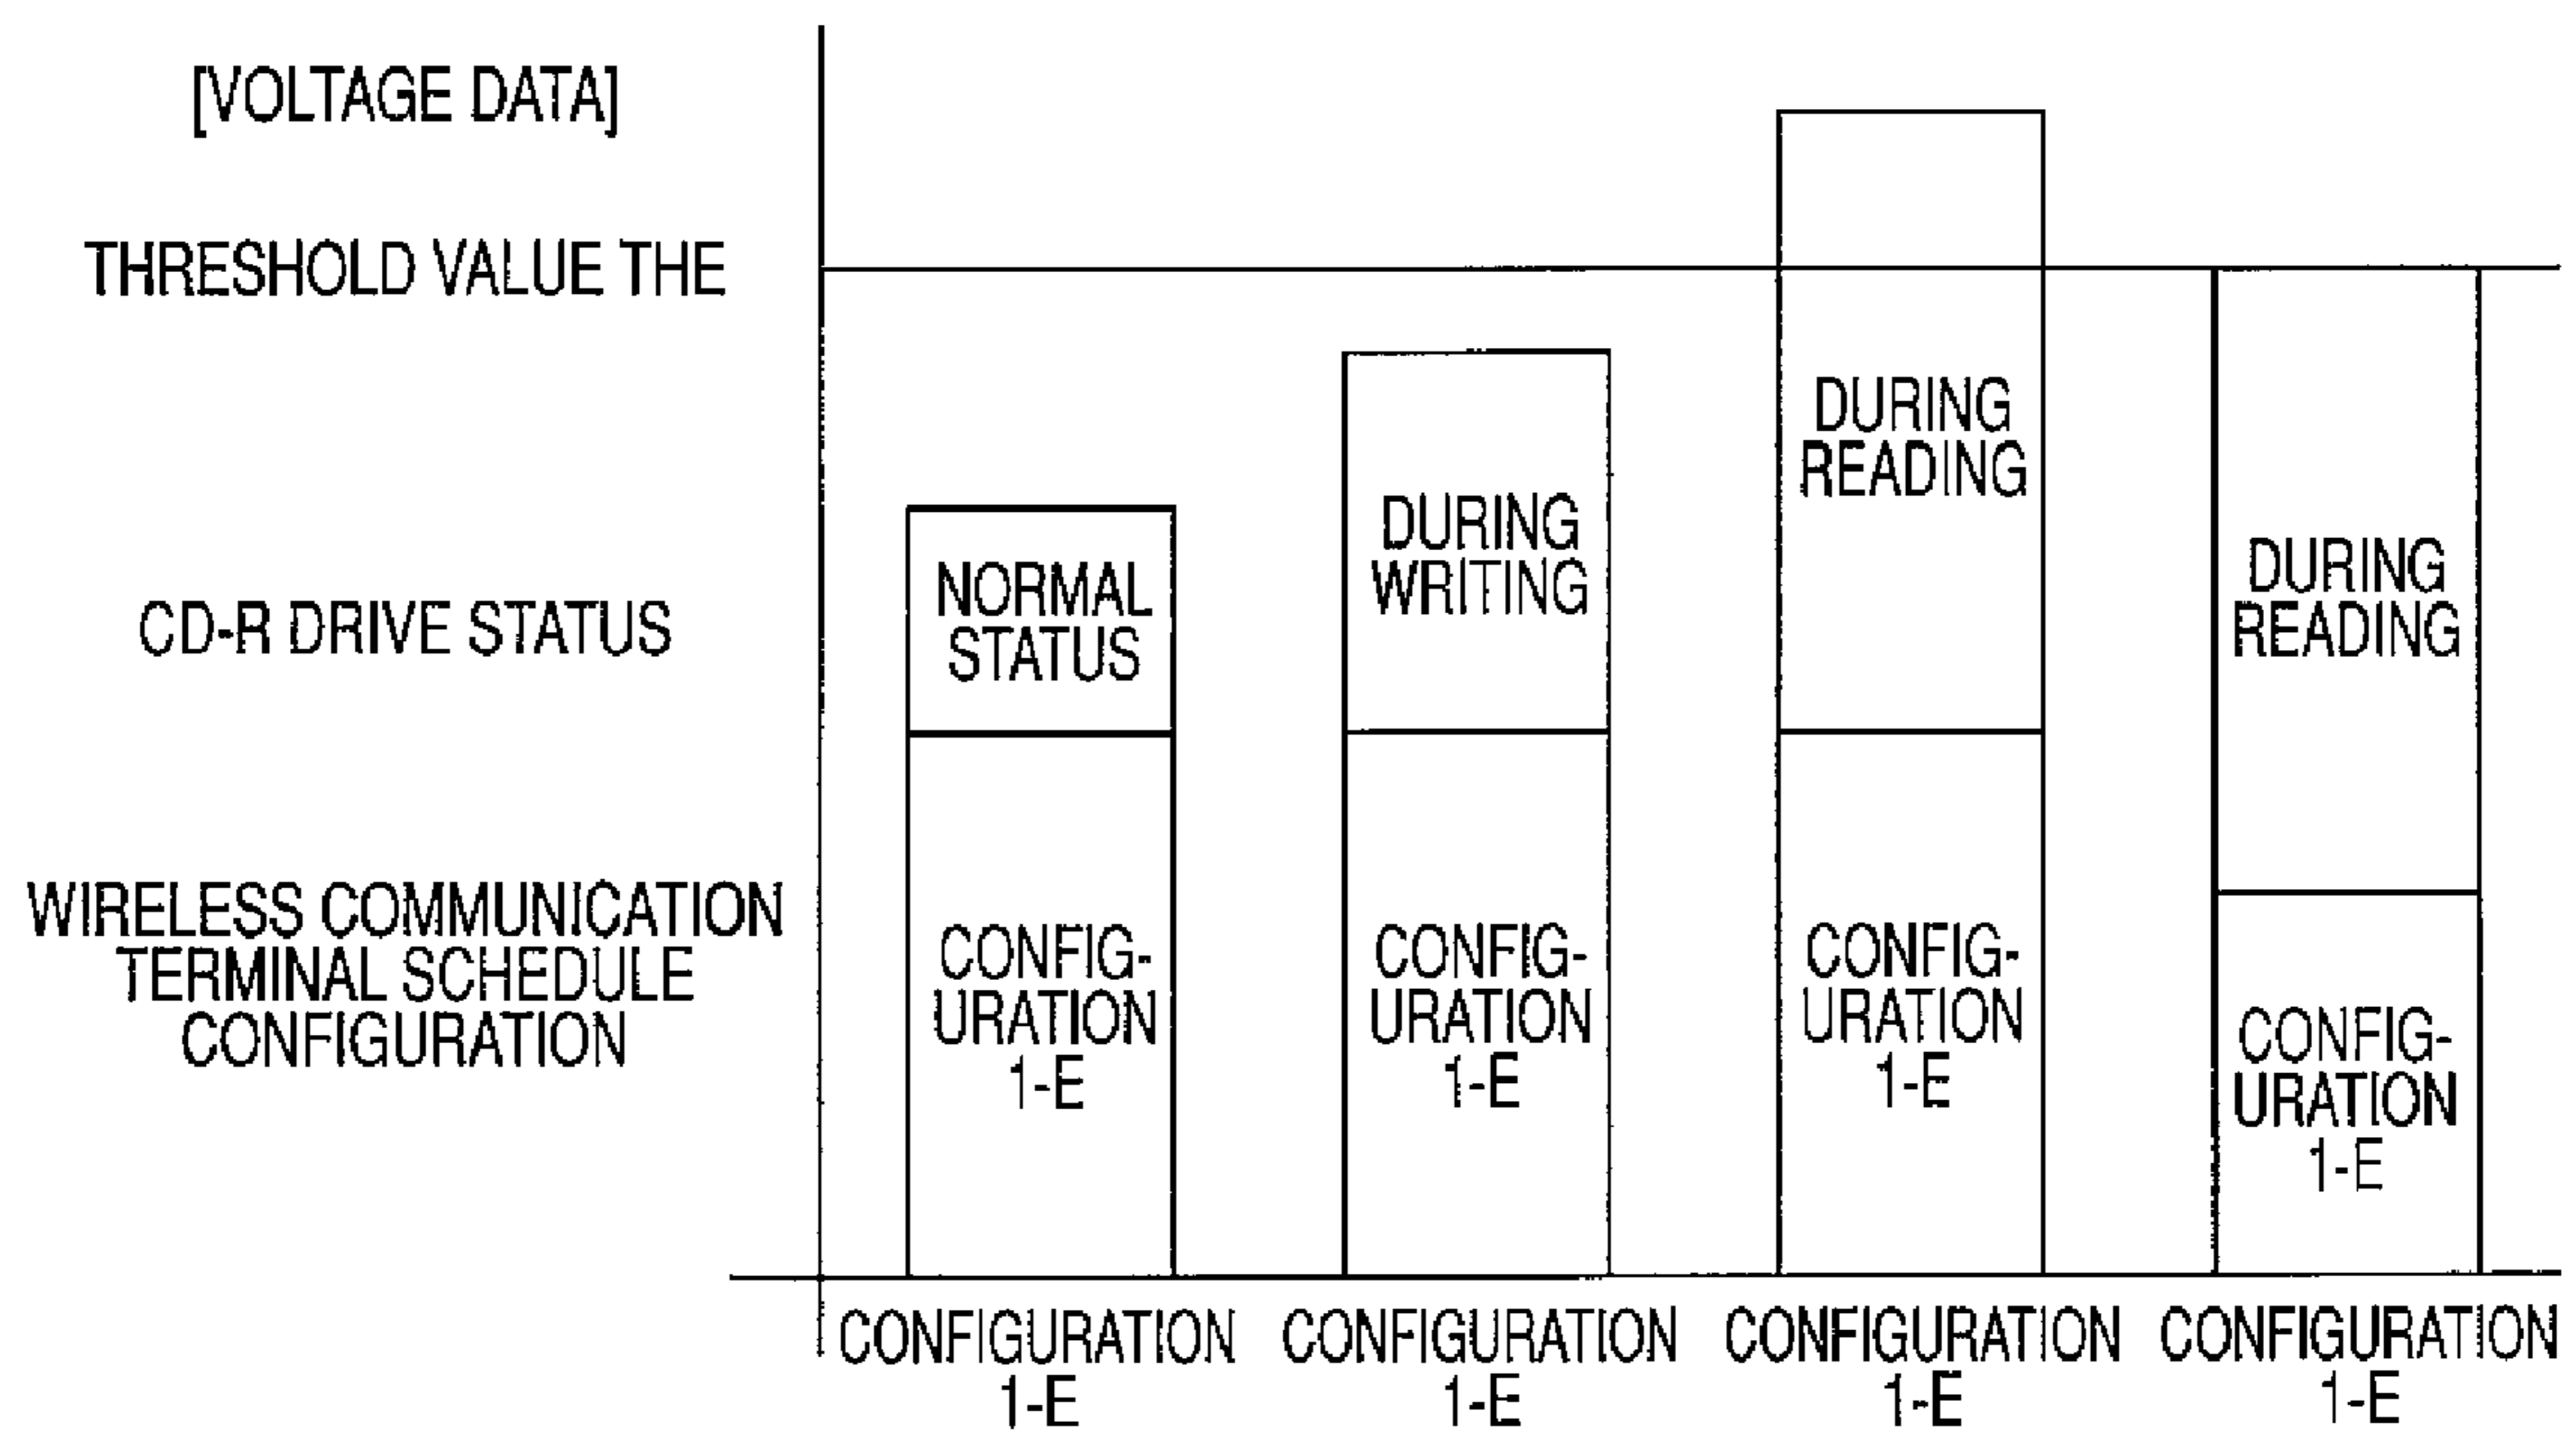 [VOLTAGE DATA]
THRESHOLD VALUE THE
CD-R DRIVE STATUS
WIRELESS COMMUNICATION
TERMINAL SCHEDULE
CONFIGURATION
NORMAL
STATUS
CONFIG-
URATION
1-E
DURING
WRITING
CONFIG-
URATION
1-E
DURING
READING
CONFIG-
URATION
1-E
DURING
READING
CONFIG-
URATION
1-E
CONFIGURATION
1-E
CONFIGURATION
1-E
CONFIGURATION
1-E
CONFIGURATION
1-E